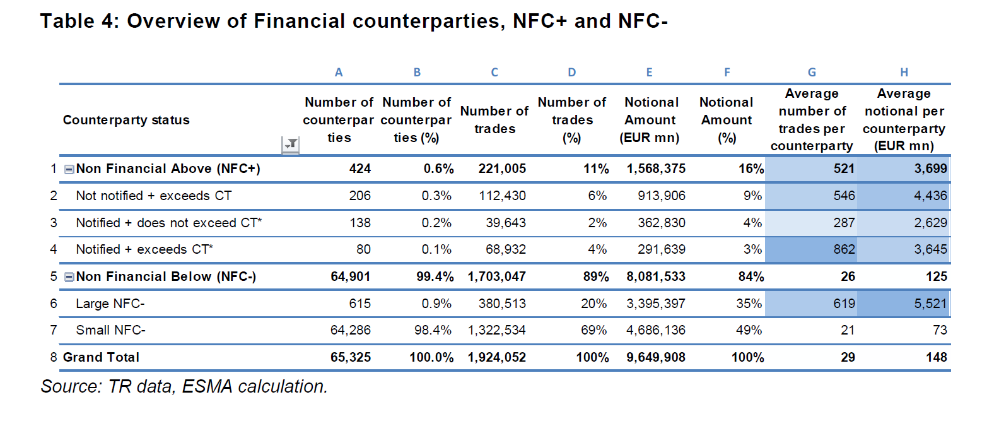 Table 4: Overview of Financial counterparties, NFC+ and NFC-
A B C D E F G H
Counterparty status Number of counterpar ties Number of counterpar ties (%) Number of trades Number of trades (%) Notional Amount (EUR mn) Notional Amount (%) Average number of trades per counterparty Average notional per counterparty (EUR mn)
1 Non Financial Above (NFC+) 424 0.6% 221,005 11% 1,568,375 16% 521 3,699
2 Not notified + exceeds CT 206 0.3% 112,430 6% 913,906 9% 546 4,436
3 Notified + does not exceed CT* 138 0.2% 39,643 2% 362,830 4% 287 2,629
4 Notified + exceeds CT* 80 0.1% 68,932 4% 291,639 3% 862 3,645
5 Non Financial Below (NFC-) 64,901 99.4% 1,703,047 89% 8,081,533 84% 26 125
6 Large NFC- 615 0.9% 380,513 20% 3,395,397 35% 619 5,521
7 Small NFC- 64,286 98.4% 1,322,534 69% 4,686,136 49% 21 73
8 Grand Total 65,325 100.0% 1,924,052 100% 9,649,908 100% 29 148
Source: TR data, ESMA calculation.